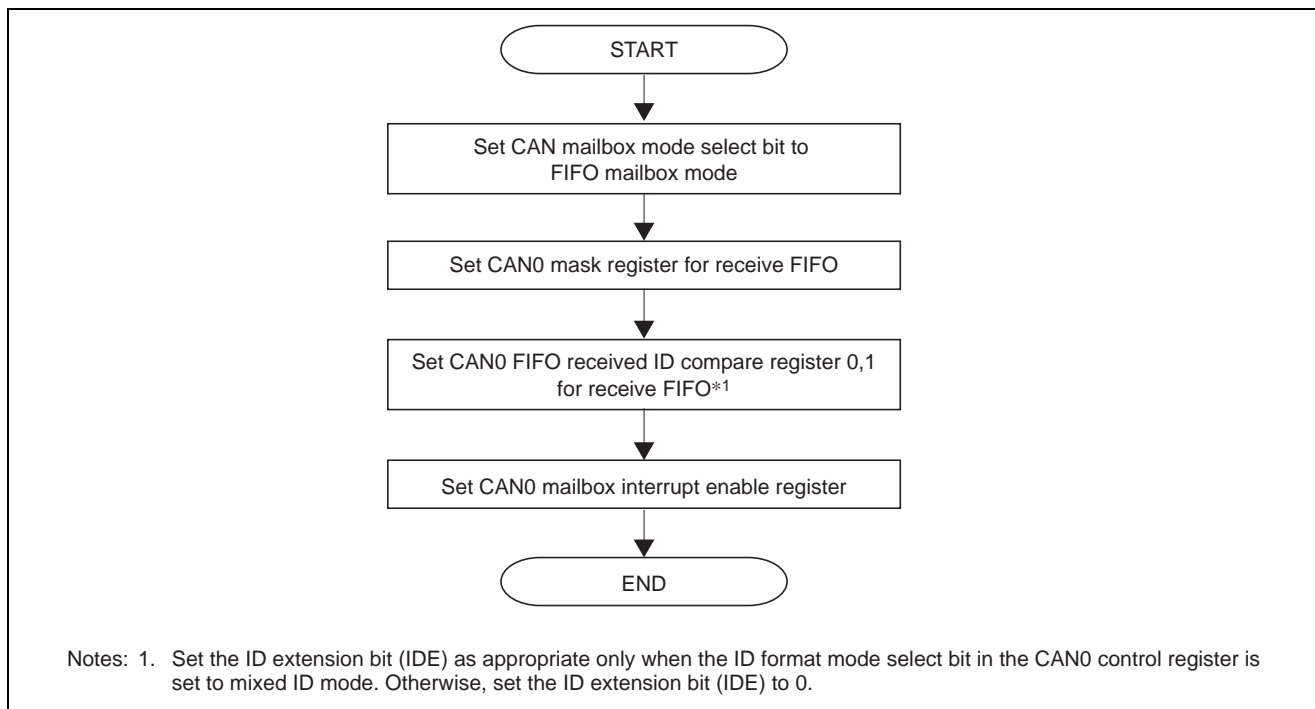 START
Set CAN mailbox mode select bit to
FIFO mailbox mode
Set CAN0 mask register for receive FIFO
Set CAN0 FIFO received ID compare register 0,1
for receive FIFO*1
Set CAN0 mailbox interrupt enable register
END
Notes: 1. Set the ID extension bit (IDE) as appropriate only when the ID format mode select bit in the CAN0 control register is
set to mixed ID mode. Otherwise, set the ID extension bit (IDE) to 0.